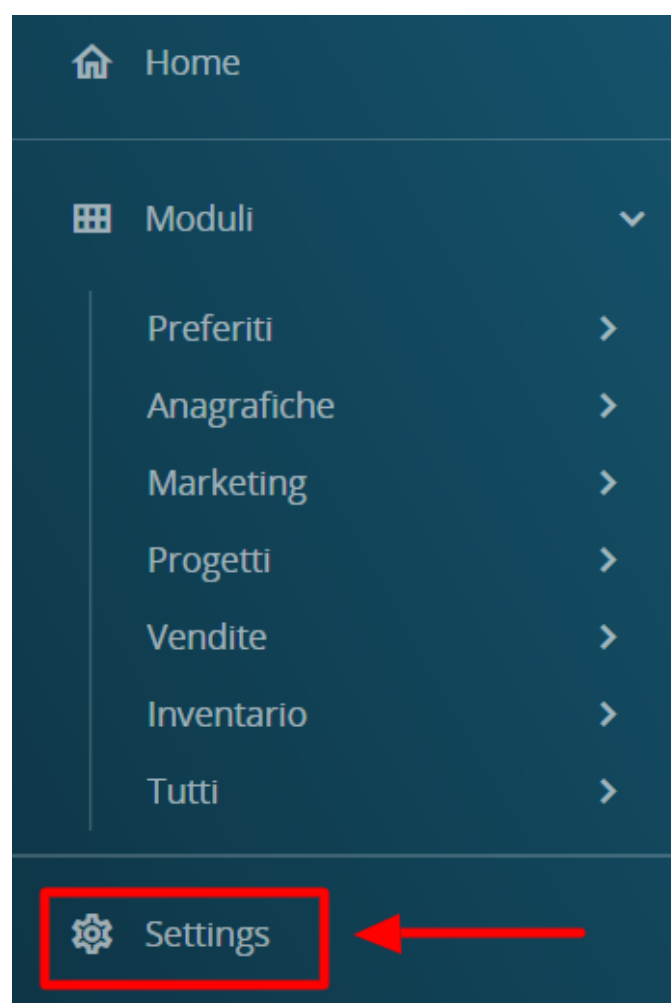 Home
Moduli
Preferiti
Anagrafiche
Marketing
Progetti
Vendite
Inventario
Tutti
Settings